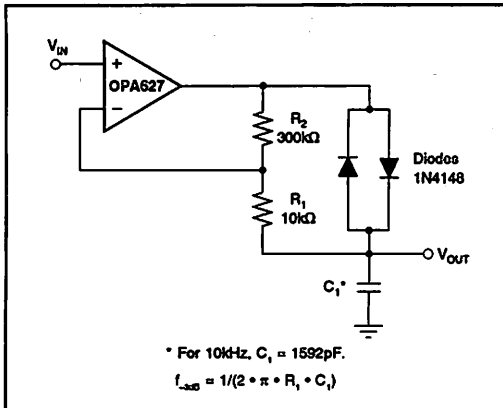 V_IN
+
OPA627
−
R₂
300kΩ
R₁
10kΩ
Diodes
1N4148
V_OUT
C₁*
* For 10kHz, C₁ = 1592pF.
f₋₃dB = 1/(2 • π • R₁ • C₁)